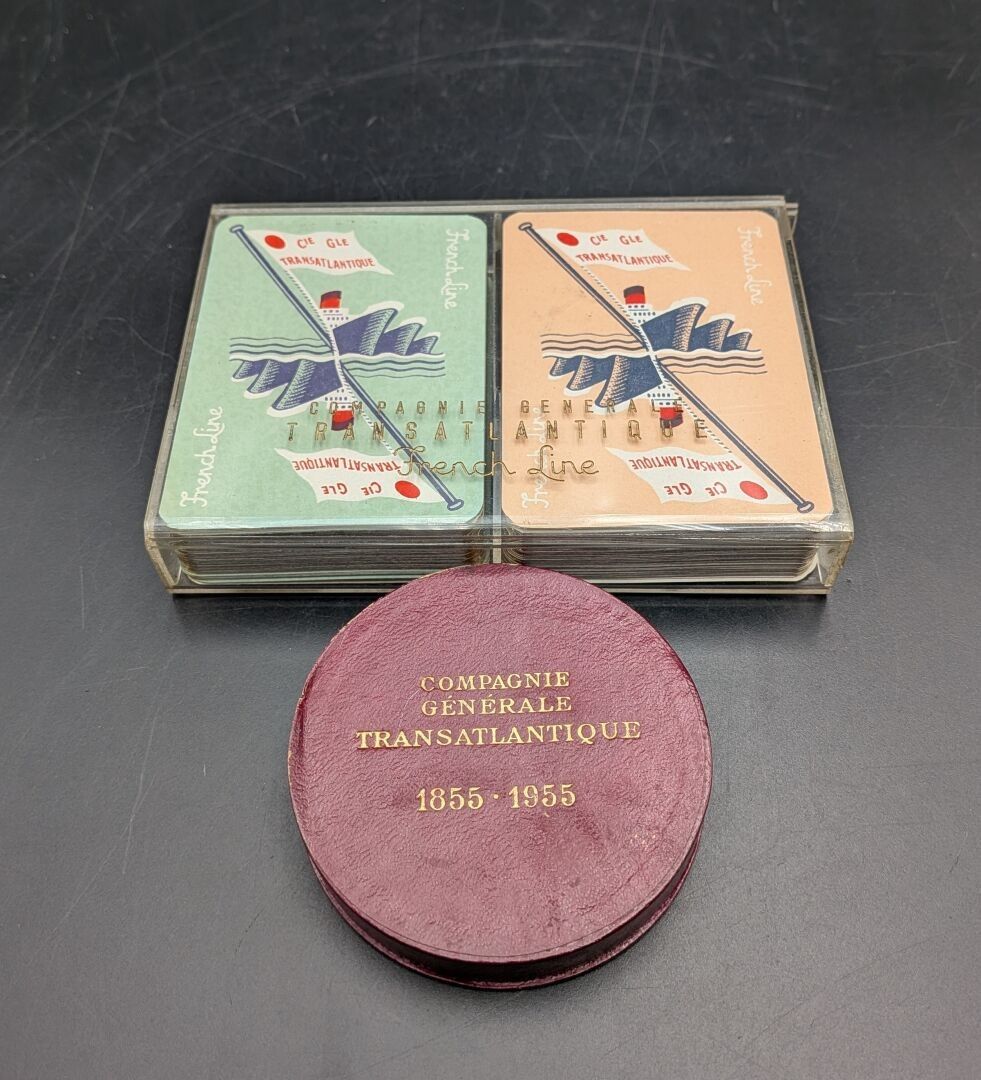 CIE GLE
TRANSATLANTIQUE
French Line
French Line
TRANSATLANTIQUE
CIE GLE
CIE GLE
TRANSATLANTIQUE
French Line
French Line
TRANSATLANTIQUE
CIE GLE
COMPAGNIE GENERALE
TRANSATLANTIQUE
French Line
COMPAGNIE
GÉNÉRALE
TRANSATLANTIQUE
1855 · 1955